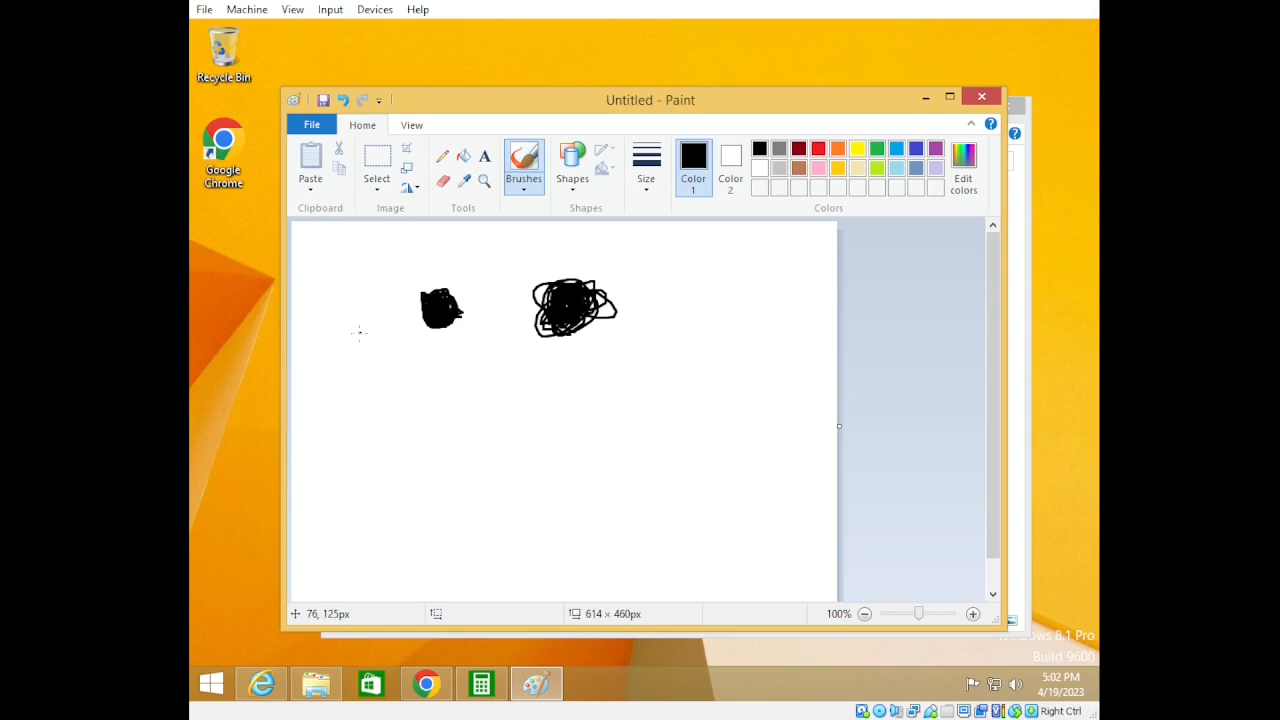 File Machine View Input Devices Help
Recycle Bin
Google Chrome
Untitled - Paint
File Home View
Paste Select Brushes Shapes Size Color 1 Color 2 Edit colors
Clipboard Image Tools Shapes Colors
76, 125px 614 × 460px 100%
Windows 8.1 Pro
Build 9600
5:02 PM
4/19/2023
Right Ctrl